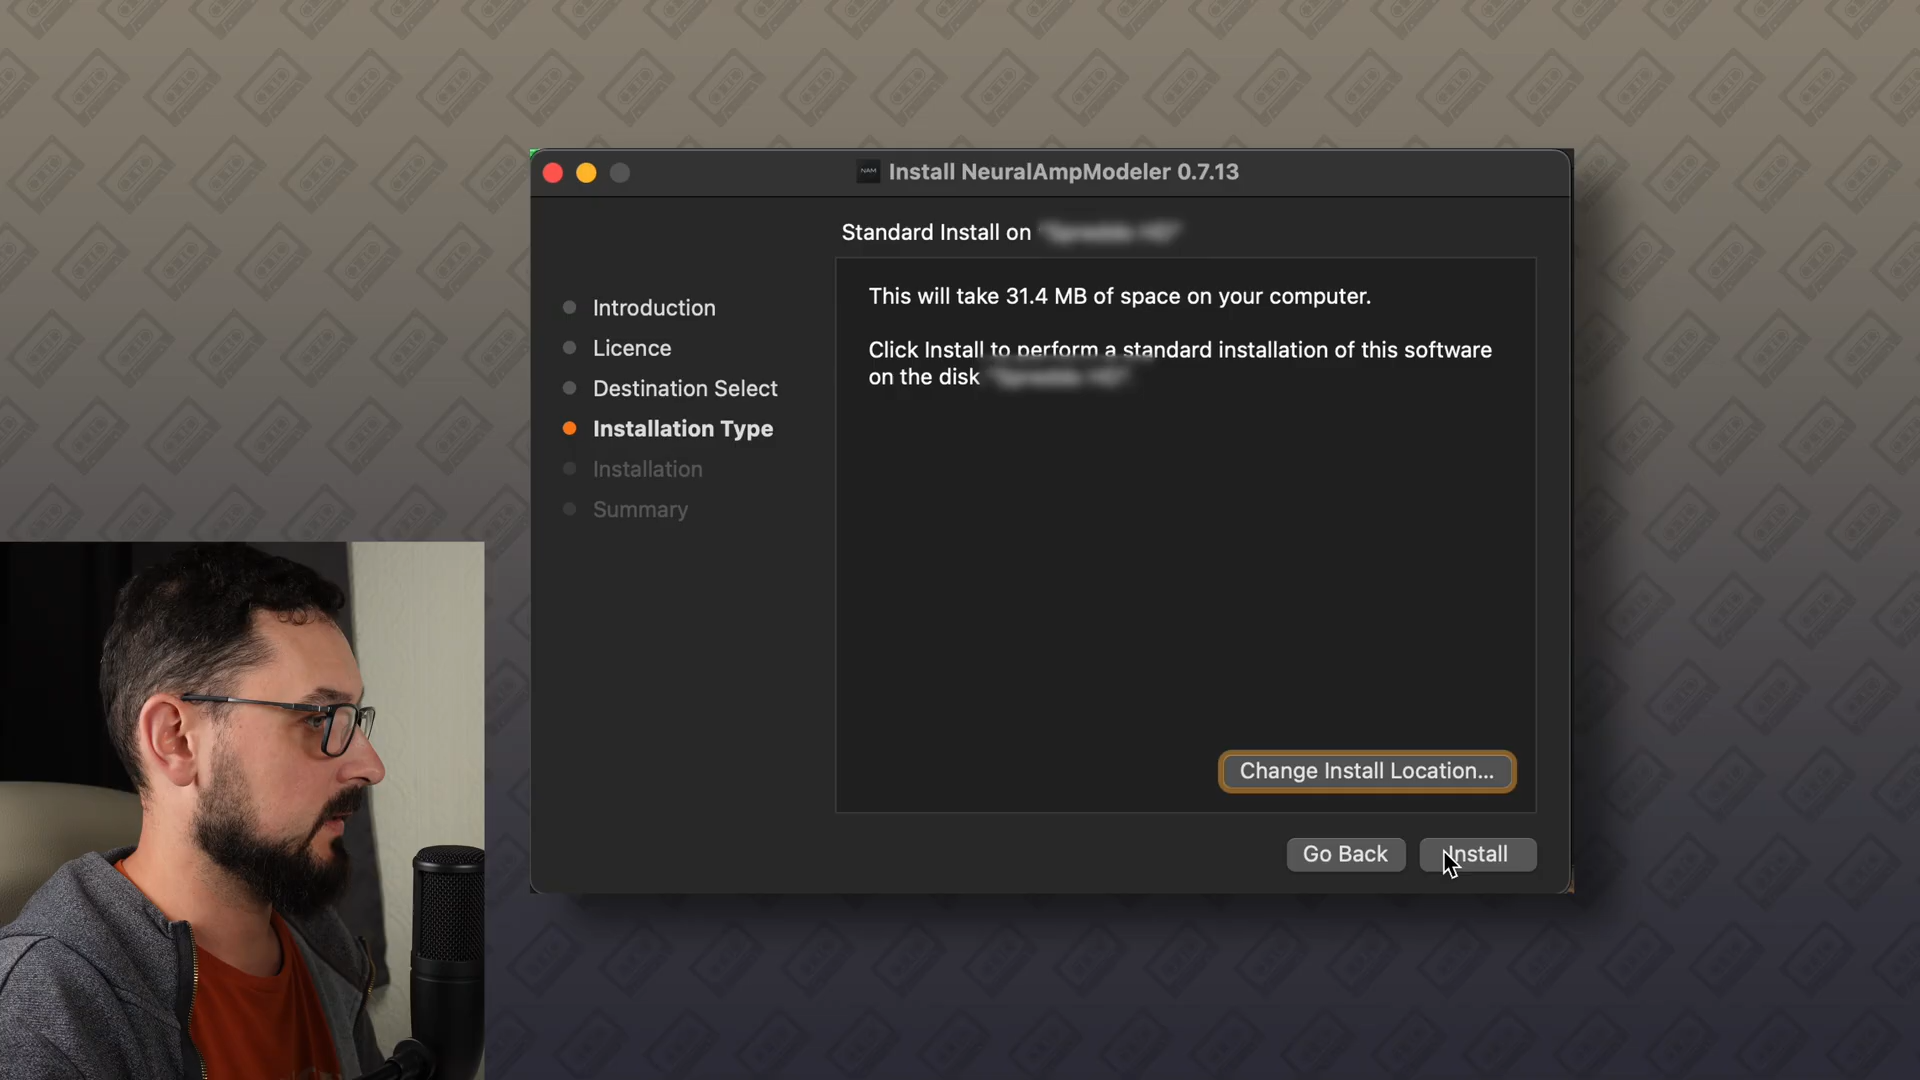 NAM Install NeuralAmpModeler 0.7.13
Standard Install on
Introduction
Licence
Destination Select
Installation Type
Installation
Summary
This will take 31.4 MB of space on your computer.
Click Install to perform a standard installation of this software
on the disk
Change Install Location...
Go Back
Install